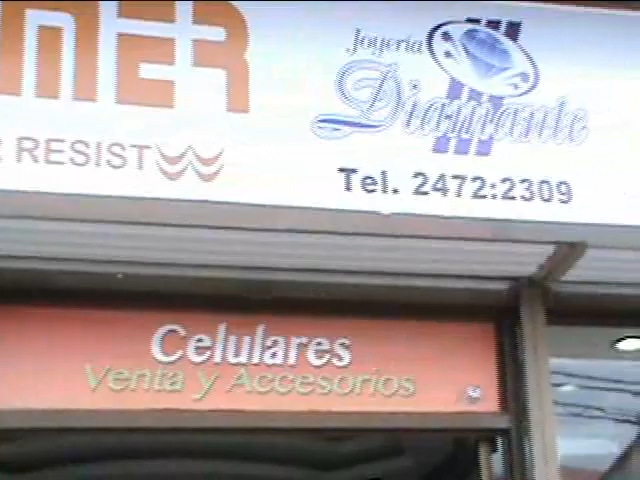 MER
RESIST
Joyería
Diamante
Tel. 2472:2309
Celulares
Venta y Accesorios